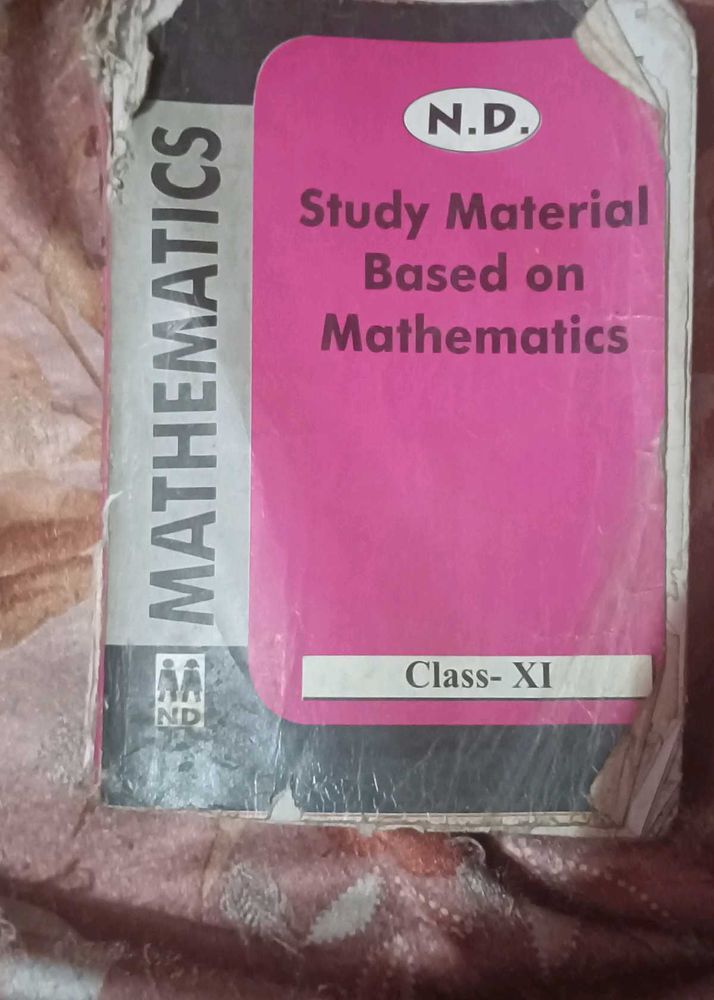 N.D.
Study Material
Based on
Mathematics
MATHEMATICS
Class- XI
ND